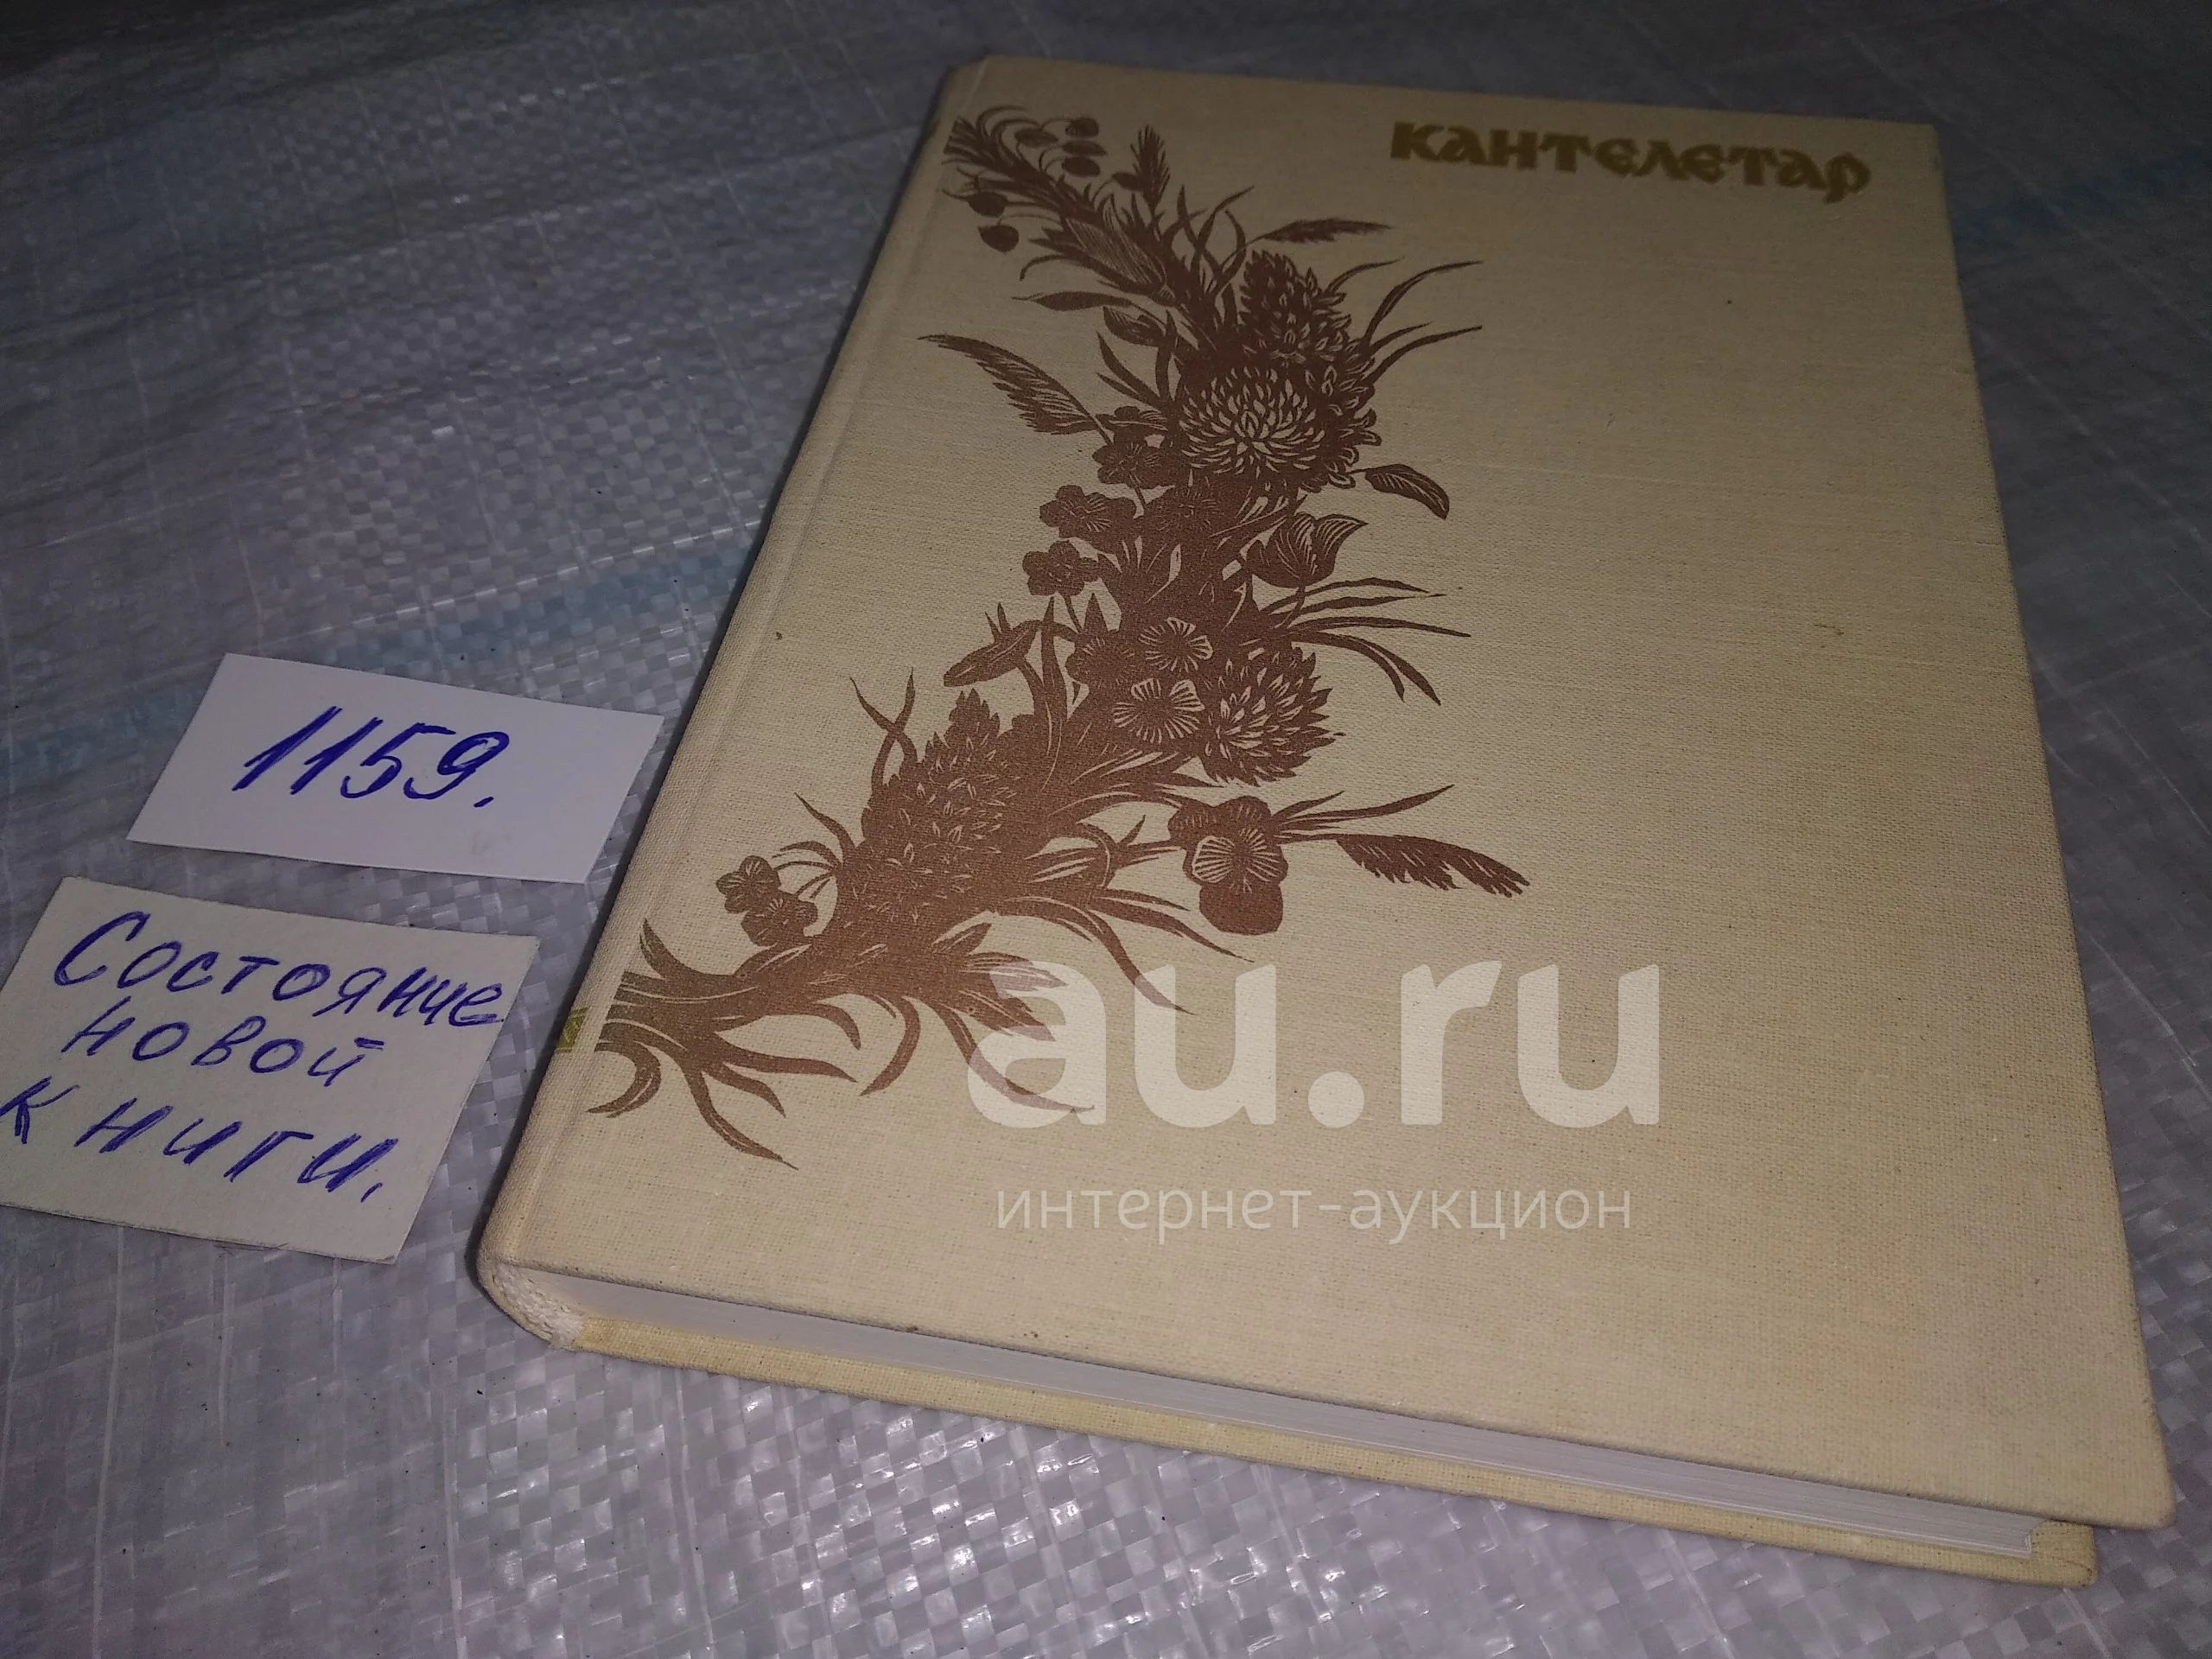 кантелетар
1159.
Состояние
новой
книги.
au.ru
интернет-аукцион